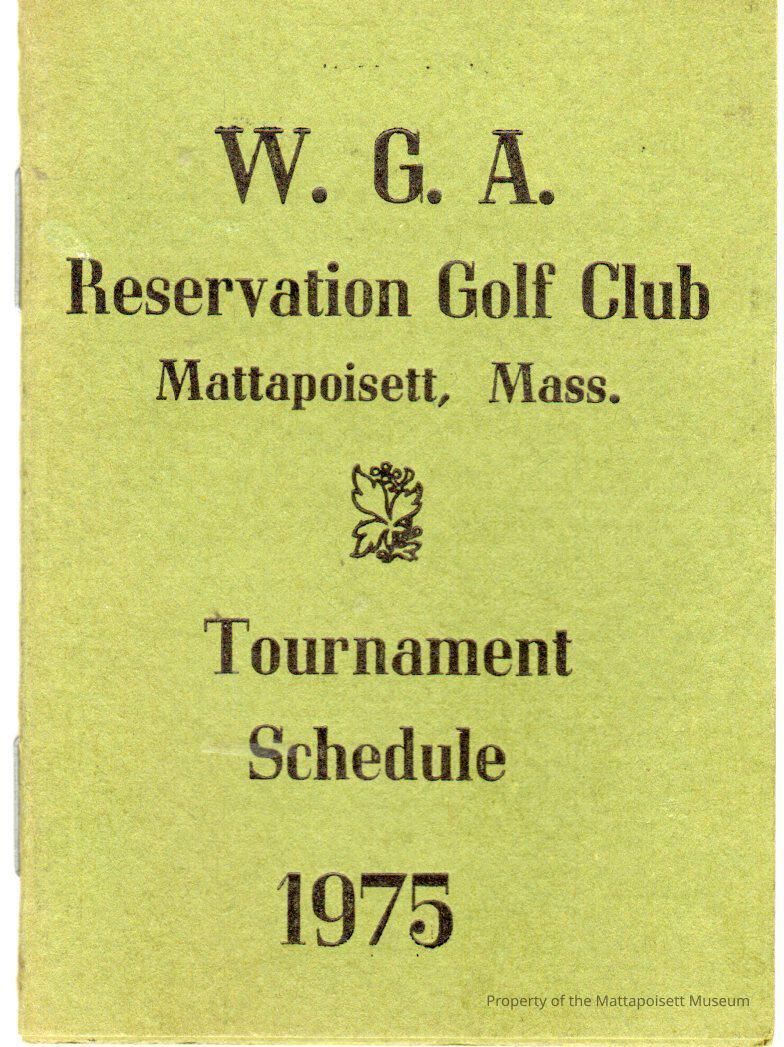 W. G. A.
Reservation Golf Club
Mattapoisett, Mass.
Tournament
Schedule
1975
Property of the Mattapoisett Museum